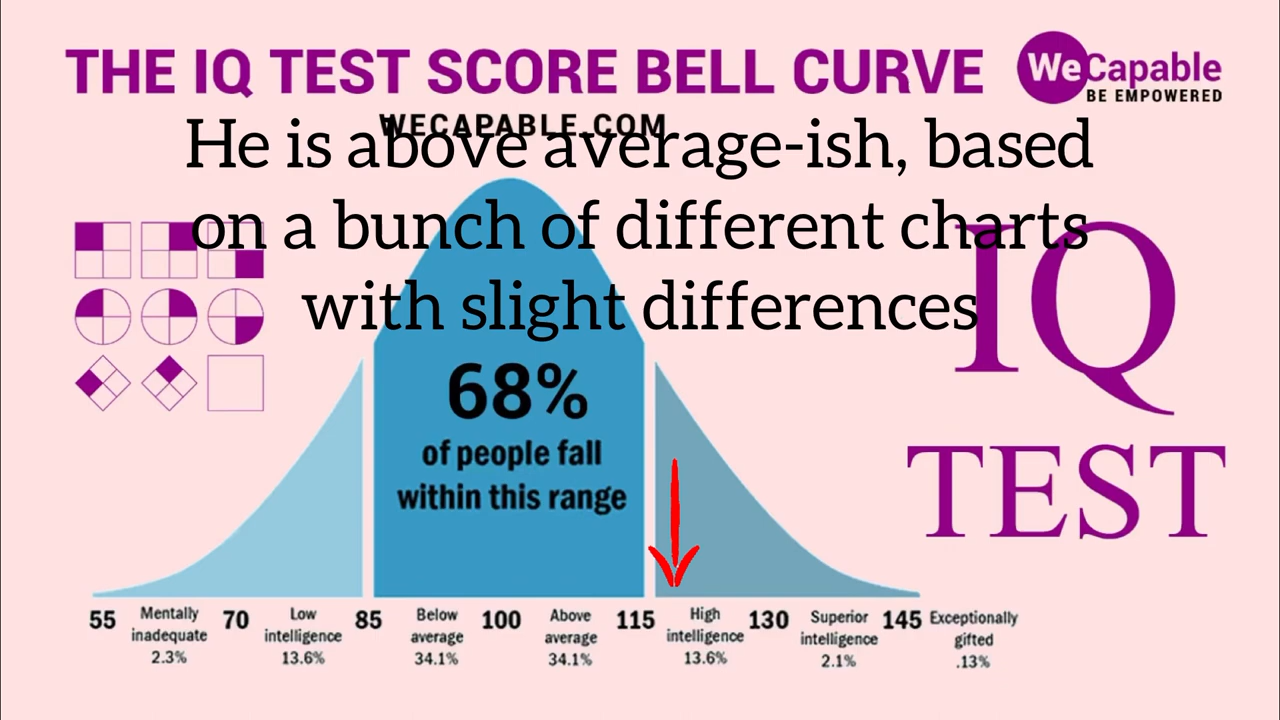 THE IQ TEST SCORE BELL CURVE
WeCapable
BE EMPOWERED
WECAPABLE.COM
He is above average-ish, based
on a bunch of different charts
with slight differences
IQ
TEST
68%
of people fall
within this range
55 Mentally inadequate 2.3% 70 Low intelligence 13.6% 85 Below average 34.1% 100 Above average 34.1% 115 High intelligence 13.6% 130 Superior intelligence 2.1% 145 Exceptionally gifted .13%